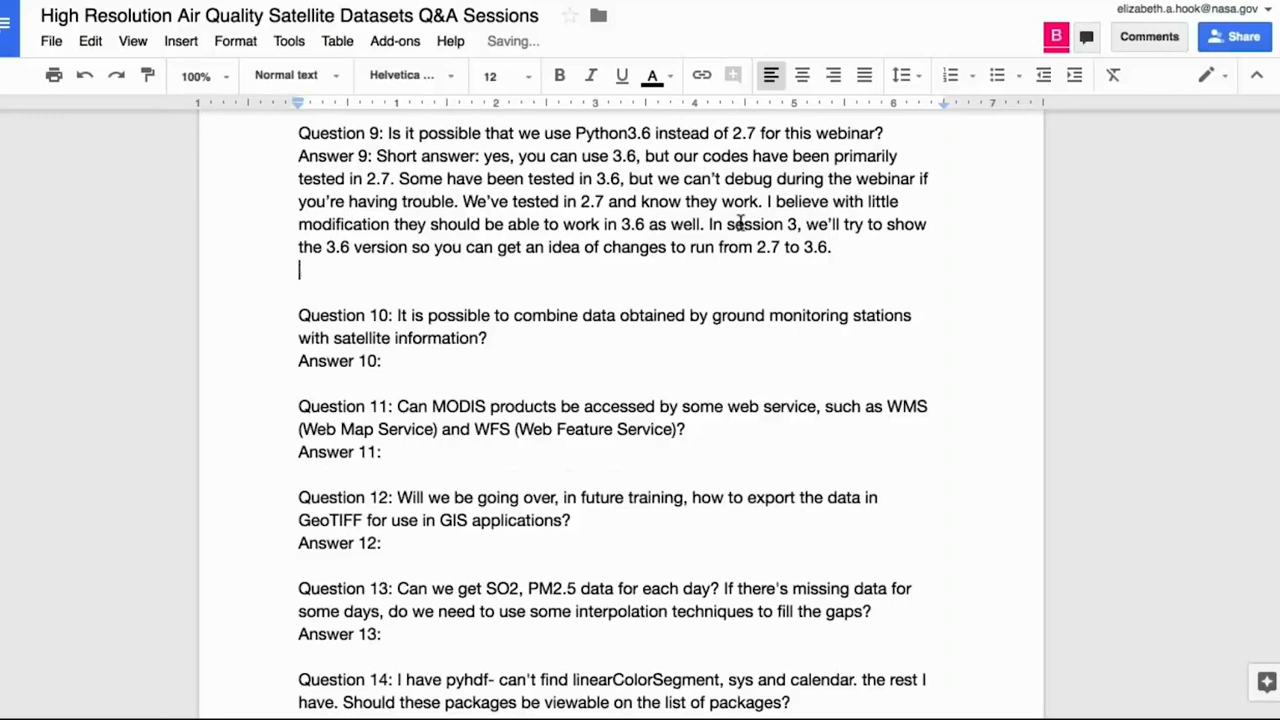 High Resolution Air Quality Satellite Datasets Q&A Sessions
elizabeth.a.hook@nasa.gov
File Edit View Insert Format Tools Table Add-ons Help Saving...
B Comments Share
100% Normal text Helvetica ... 12 B I U A
1 1 2 3 4 5 6 7
Question 9: Is it possible that we use Python3.6 instead of 2.7 for this webinar?
Answer 9: Short answer: yes, you can use 3.6, but our codes have been primarily
tested in 2.7. Some have been tested in 3.6, but we can’t debug during the webinar if
you’re having trouble. We’ve tested in 2.7 and know they work. I believe with little
modification they should be able to work in 3.6 as well. In session 3, we’ll try to show
the 3.6 version so you can get an idea of changes to run from 2.7 to 3.6.
Question 10: It is possible to combine data obtained by ground monitoring stations
with satellite information?
Answer 10:
Question 11: Can MODIS products be accessed by some web service, such as WMS
(Web Map Service) and WFS (Web Feature Service)?
Answer 11:
Question 12: Will we be going over, in future training, how to export the data in
GeoTIFF for use in GIS applications?
Answer 12:
Question 13: Can we get SO2, PM2.5 data for each day? If there's missing data for
some days, do we need to use some interpolation techniques to fill the gaps?
Answer 13:
Question 14: I have pyhdf- can't find linearColorSegment, sys and calendar. the rest I
have. Should these packages be viewable on the list of packages?